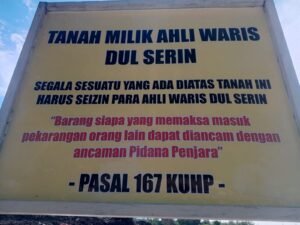 TANAH MILIK AHLI WARIS
DUL SERIN
SEGALA SESUATU YANG ADA DIATAS TANAH INI
HARUS SEIZIN PARA AHLI WARIS DUL SERIN
"Barang siapa yang memaksa masuk
pekarangan orang lain dapat diancam dengan
ancaman Pidana Penjara"
- PASAL 167 KUHP -